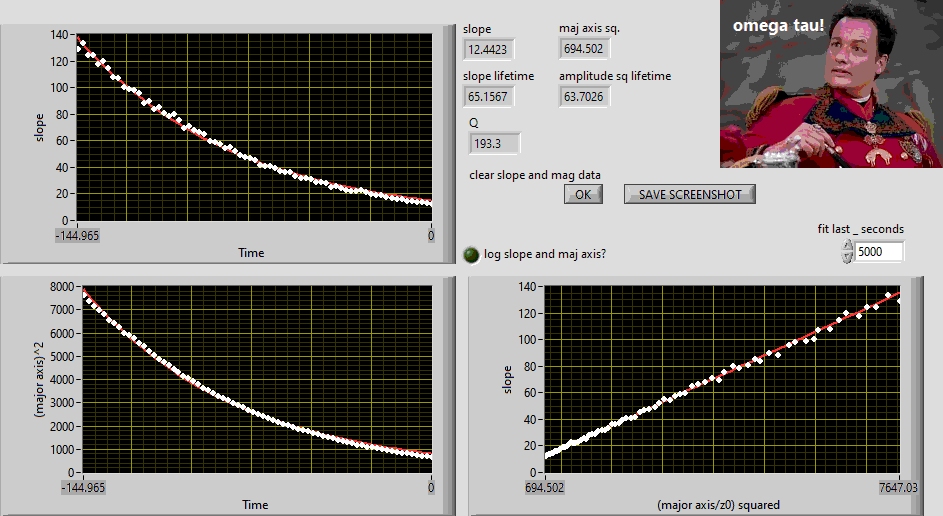 slope
maj axis sq.
omega tau!
12.4423
694.502
slope lifetime
amplitude sq lifetime
65.1567
63.7026
Q
193.3
clear slope and mag data
OK
SAVE SCREENSHOT
fit last _ seconds
5000
log slope and maj axis?
140
120
100
80
60
40
20
0
slope
-144.965
0
Time
8000
7000
6000
5000
4000
3000
2000
1000
0
(major axis)^2
-144.965
0
Time
140
120
100
80
60
40
20
0
slope
694.502
7647.03
(major axis/z0) squared